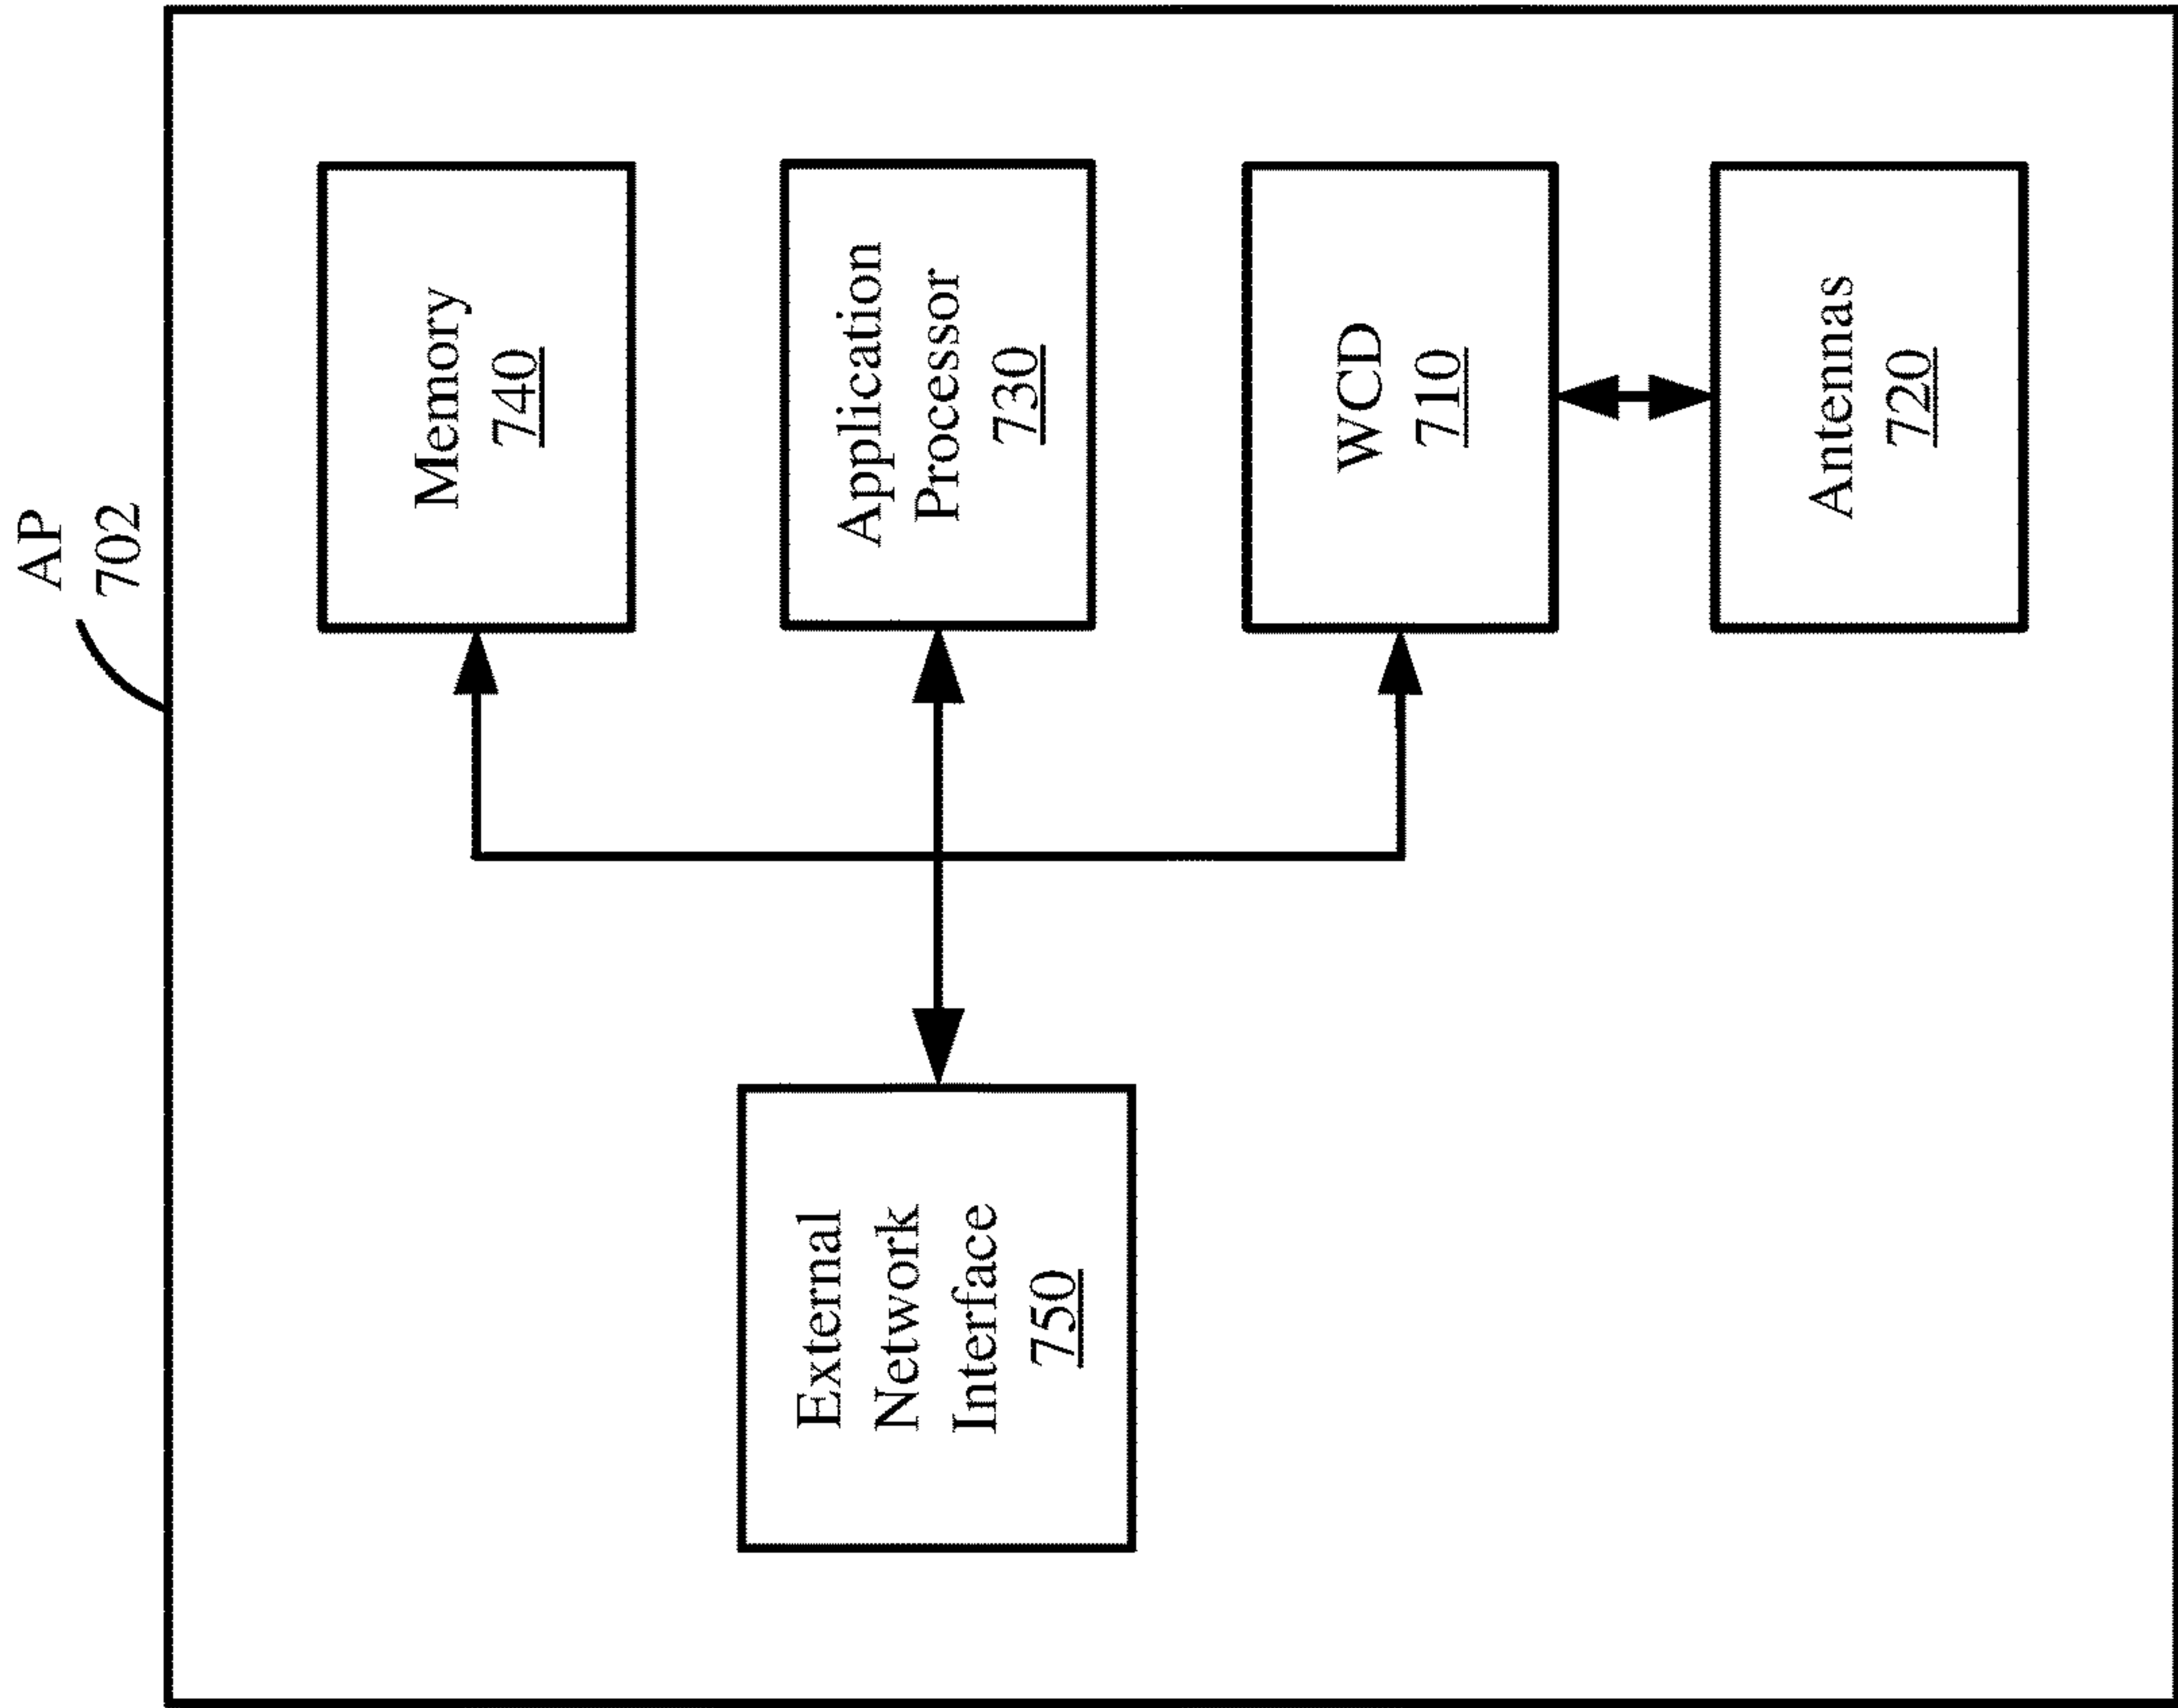 AP
702
Memory
740
Application
Processor
730
WCD
710
Antennas
720
External
Network
Interface
750